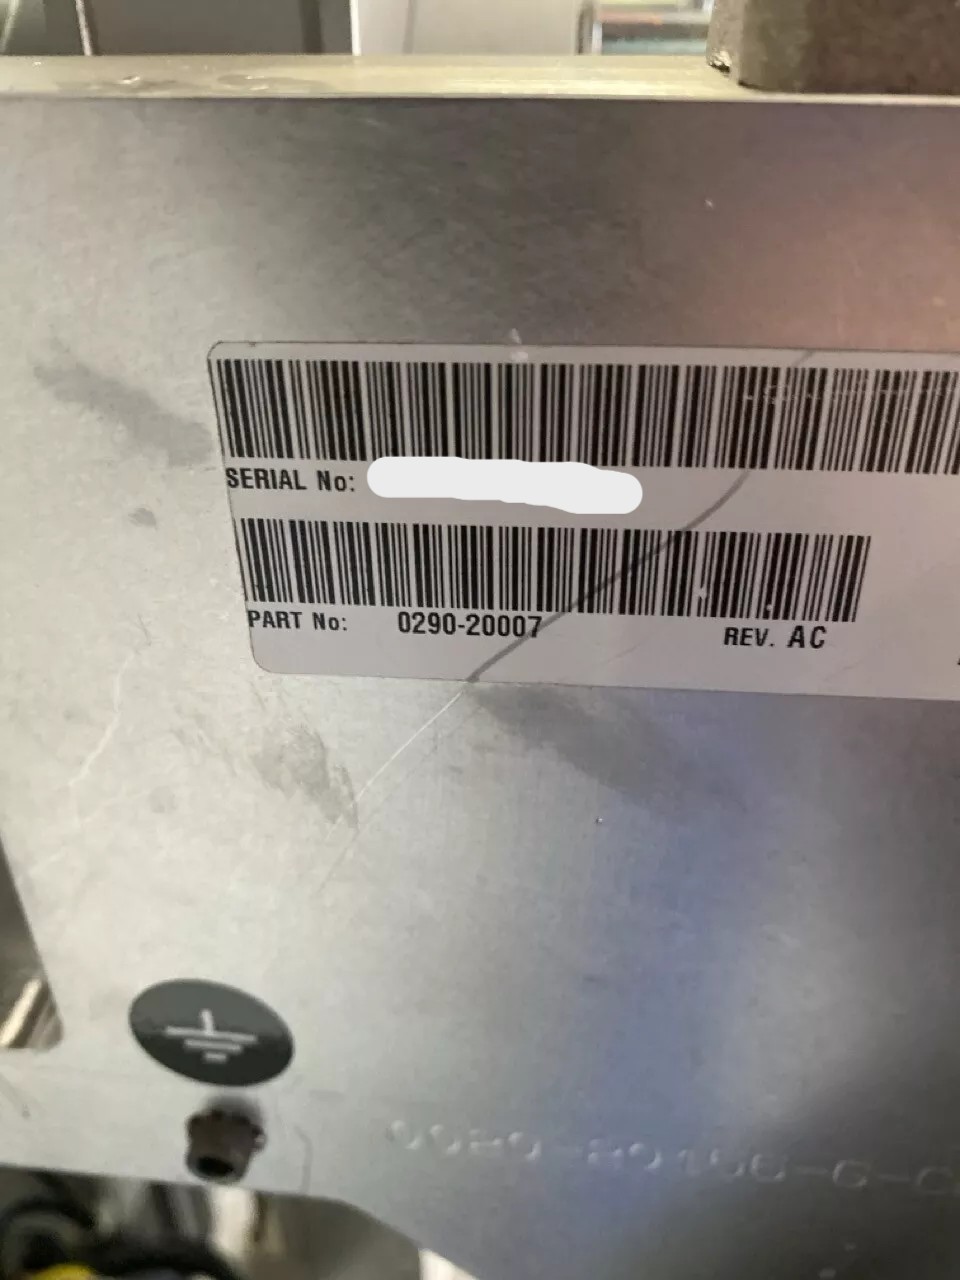 SERIAL No:
PART No: 0290-20007 REV. AC